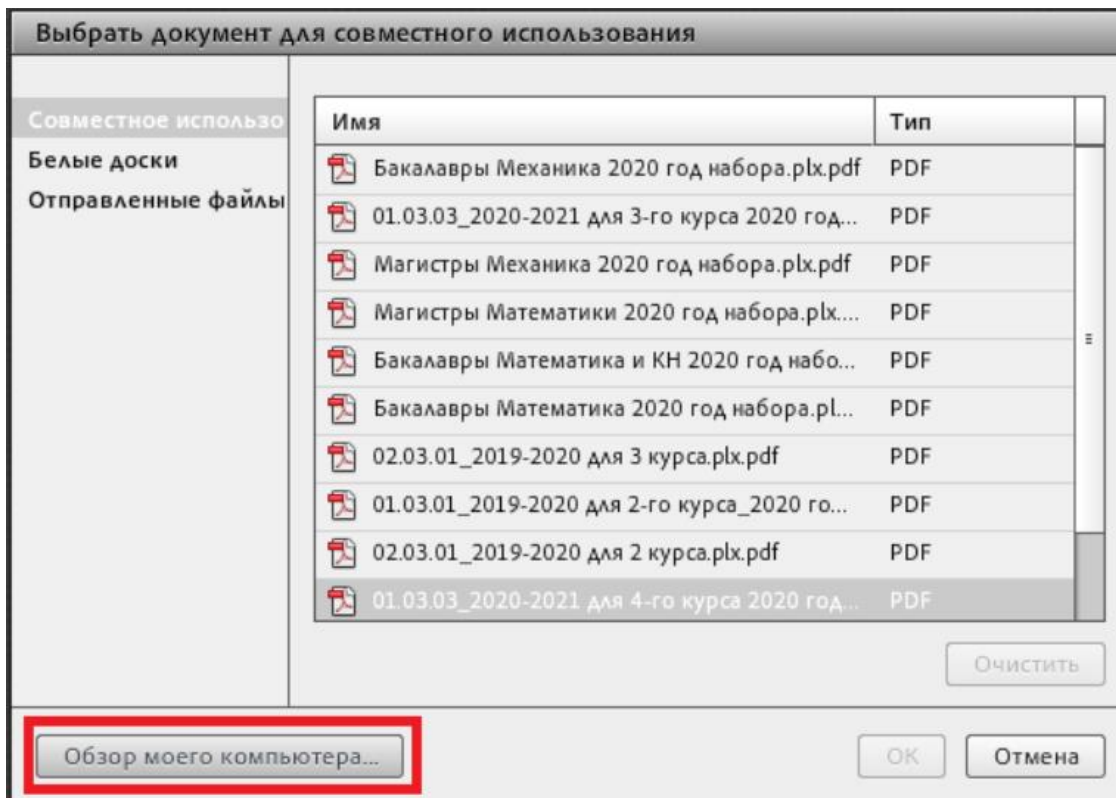 Выбрать документ для совместного использования
Совместное использо
Белые доски
Отправленные файлы
Имя Тип
Бакалавры Механика 2020 год набора.plx.pdf PDF
01.03.03_2020-2021 для 3-го курса 2020 год... PDF
Магистры Механика 2020 год набора.plx.pdf PDF
Магистры Математики 2020 год набора.plx.... PDF
Бакалавры Математика и КН 2020 год набо... PDF
Бакалавры Математика 2020 год набора.pl... PDF
02.03.01_2019-2020 для 3 курса.plx.pdf PDF
01.03.01_2019-2020 для 2-го курса_2020 го... PDF
02.03.01_2019-2020 для 2 курса.plx.pdf PDF
01.03.03_2020-2021 для 4-го курса 2020 год... PDF
Очистить
Обзор моего компьютера... ОК Отмена